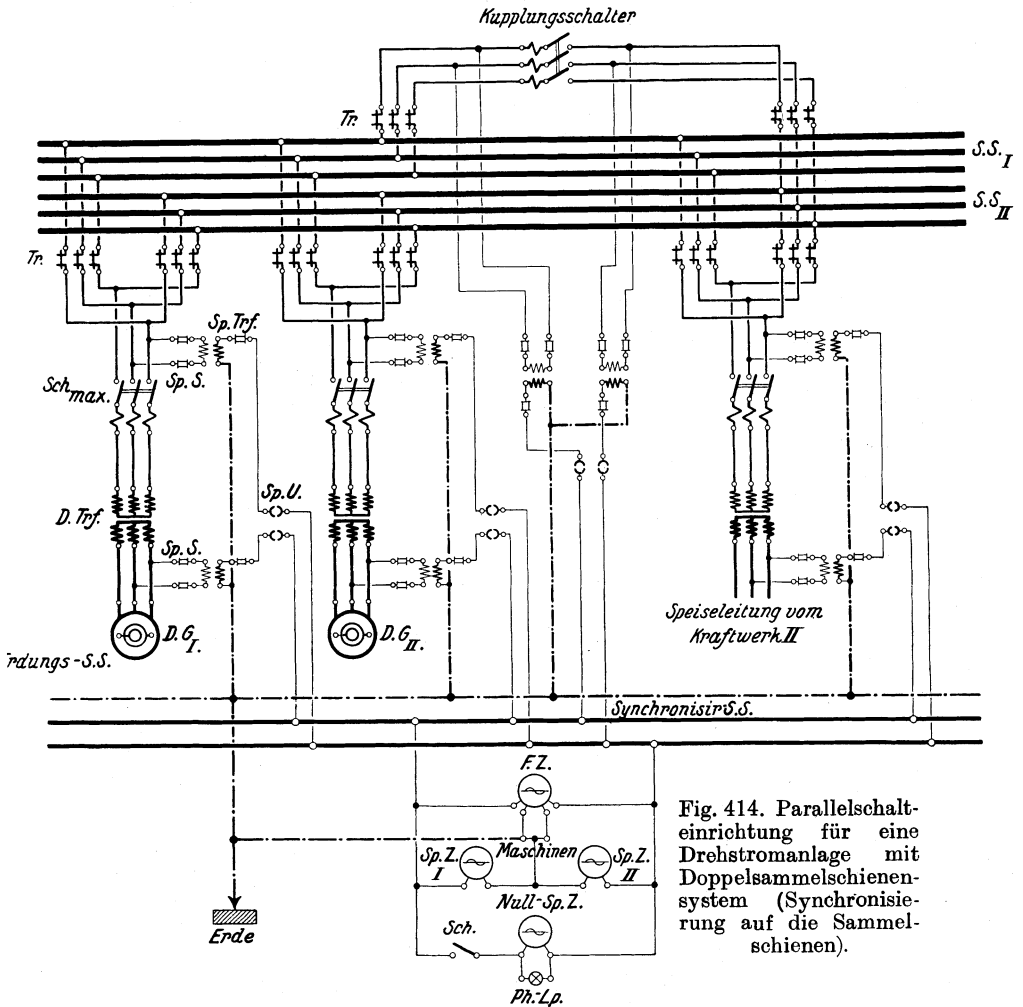 Kupplungsschalter
Tr.
S.S. I
S.S II
Tr.
Sp.Trf.
Sch max.
Sp.S.
Sp.U.
D.Trf.
Sp.S.
D.G I.
D.G II.
Speiseleitung vom
Kraftwerk II
rdungs-S.S.
Synchronisir S.S.
F.Z.
Maschinen
Sp.Z. I
Sp.Z. II
Null-Sp.Z.
Sch.
Ph.-Lp.
Erde
Fig. 414. Parallelschalt-
einrichtung für eine
Drehstromanlage mit
Doppelsammelschienen-
system (Synchronisie-
rung auf die Sammel-
schienen).